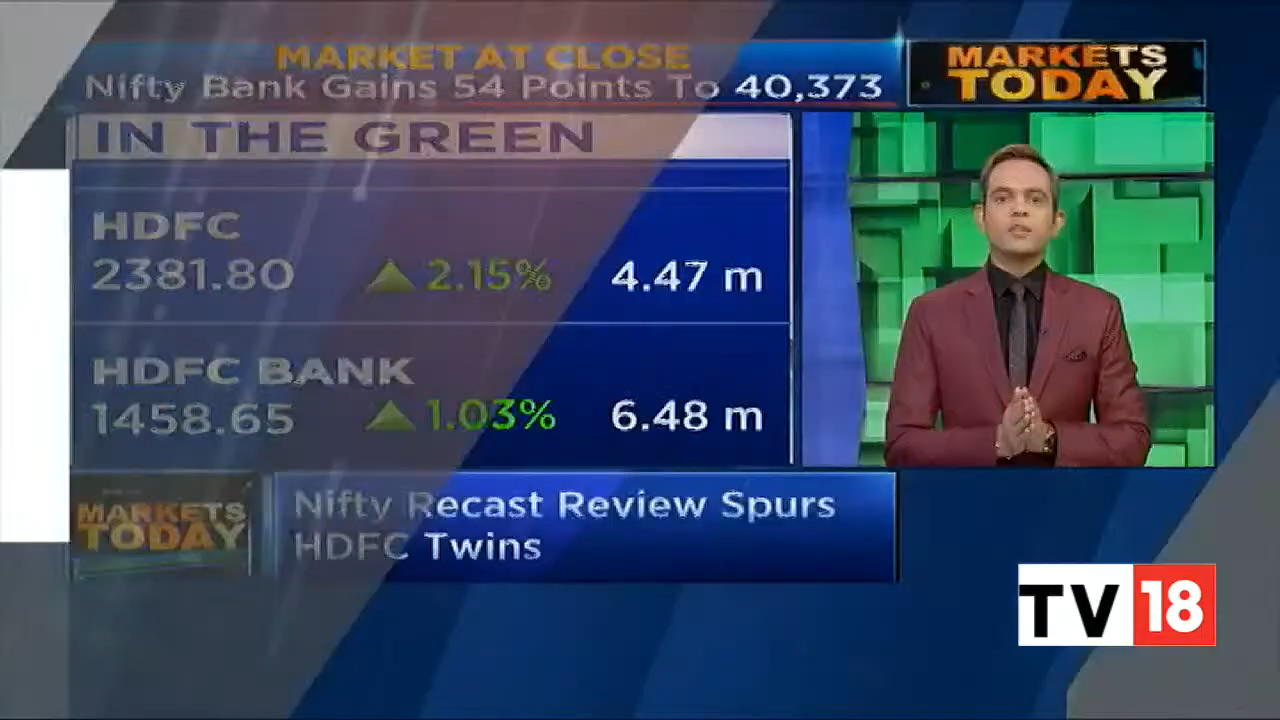 MARKET AT CLOSE
Nifty Bank Gains 54 Points To 40,373
MARKETS
TODAY
IN THE GREEN
HDFC
2381.80 ▲ 2.15% 4.47 m
HDFC BANK
1458.65 ▲ 1.03% 6.48 m
MARKETS
TODAY
Nifty Recast Review Spurs
HDFC Twins
TV18